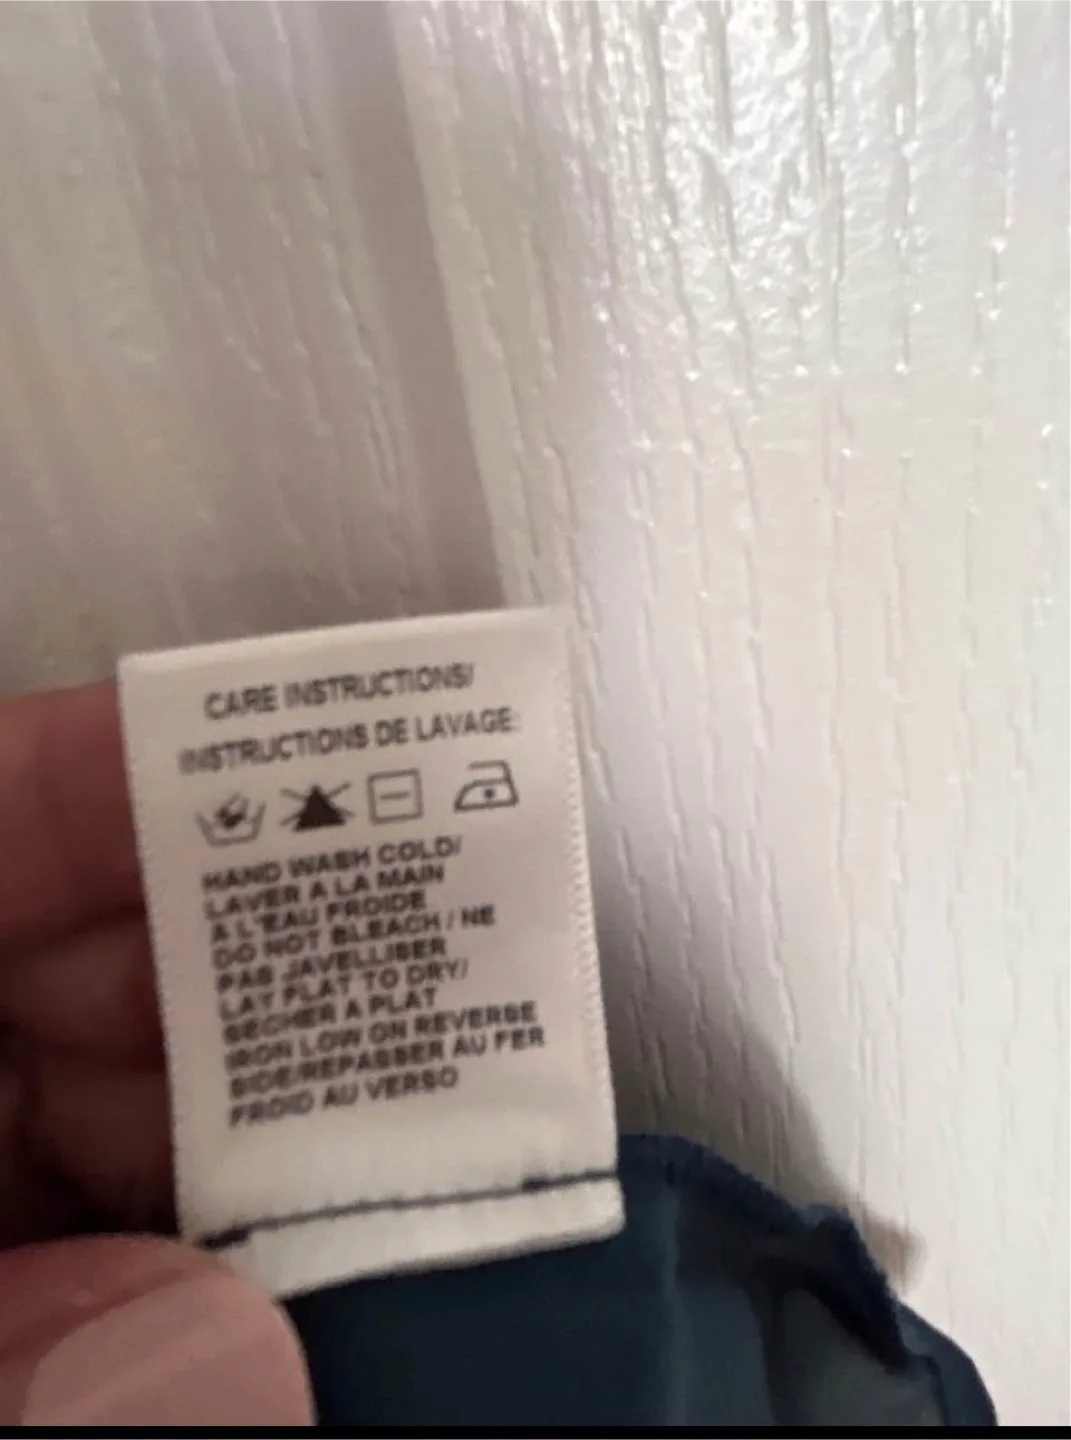 CARE INSTRUCTIONS/
INSTRUCTIONS DE LAVAGE:
HAND WASH COLD/
LAVER A LA MAIN
A L'EAU FROIDE
DO NOT BLEACH / NE
PAS JAVELLISER
LAY FLAT TO DRY/
SECHER A PLAT
IRON LOW ON REVERSE
SIDE/REPASSER AU FER
FROID AU VERSO